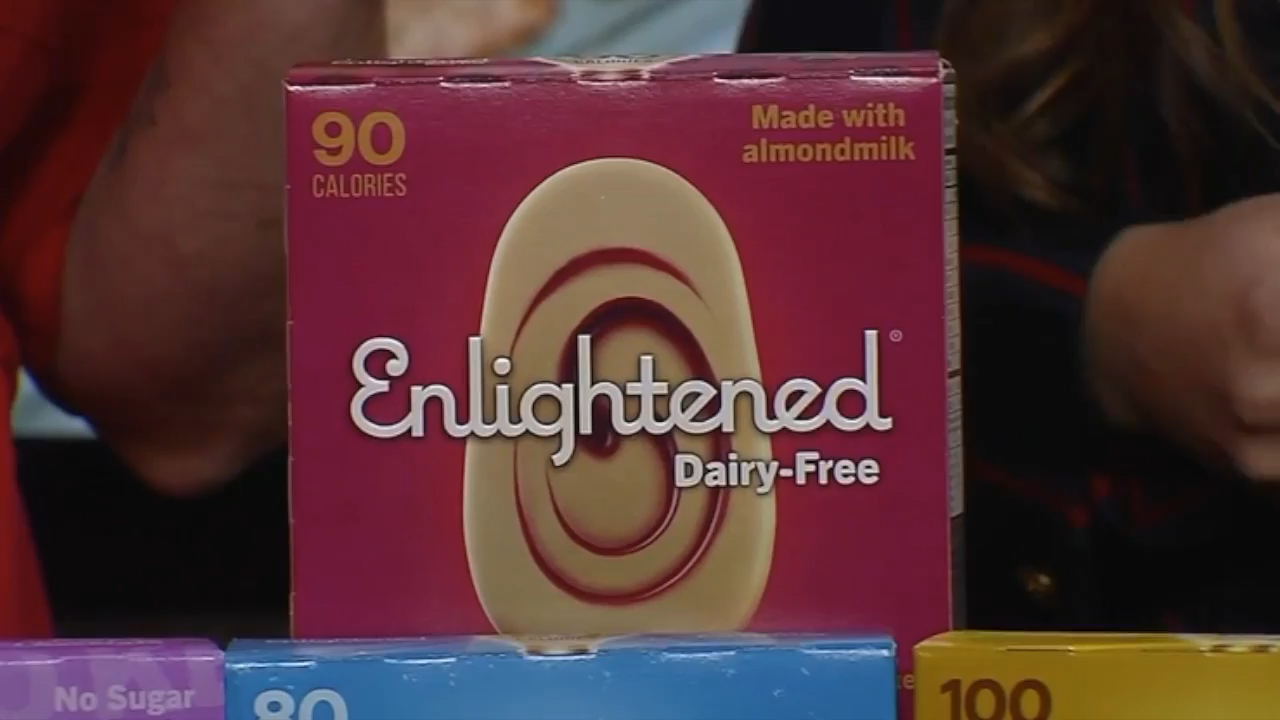 90
CALORIES
Made with
almondmilk
Enlightened®
Dairy-Free
No Sugar
80
100